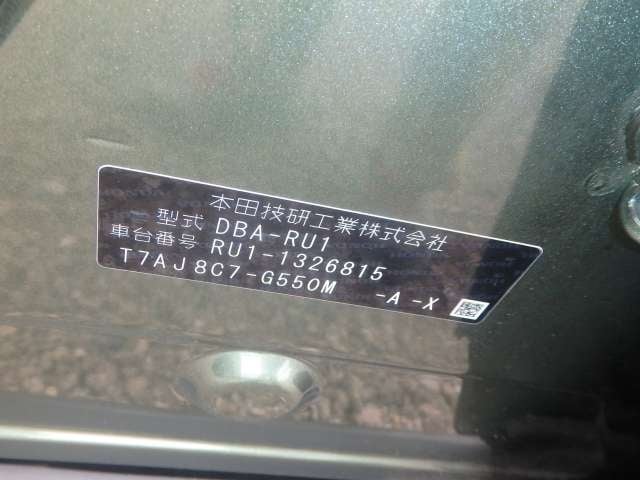 本田技研工業株式会社
型式 DBA-RU1
車台番号 RU1-1326815
T7AJ8C7-G550M -A -X